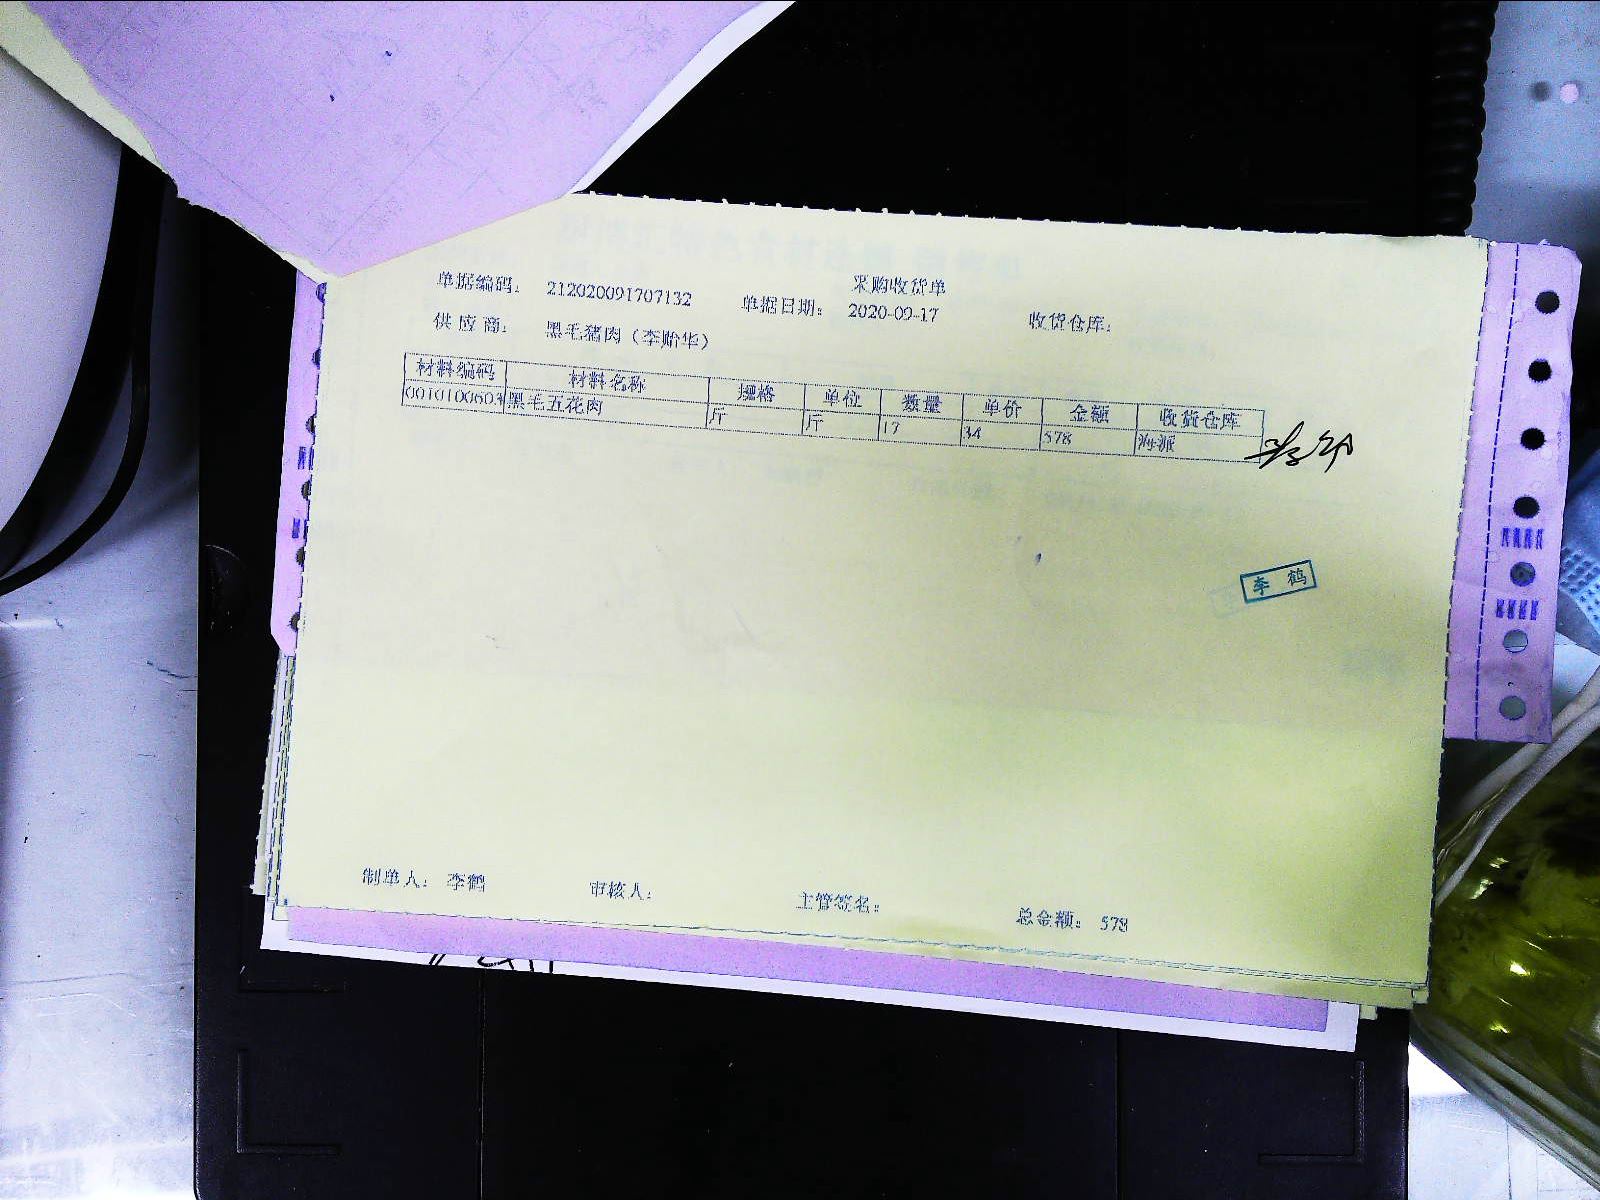 采购收货单
单据编码： 212020091707132 单据日期： 2020-09-17 收货仓库：
供 应 商： 黑毛猪肉（李贻华）
材料编码 材料名称 规格 单位 数量 单价 金额 收货仓库
黑毛五花肉 斤 斤 17 34 578 海派
李 鹤
制单人： 李鹤 审核人： 主管签名： 总金额： 578